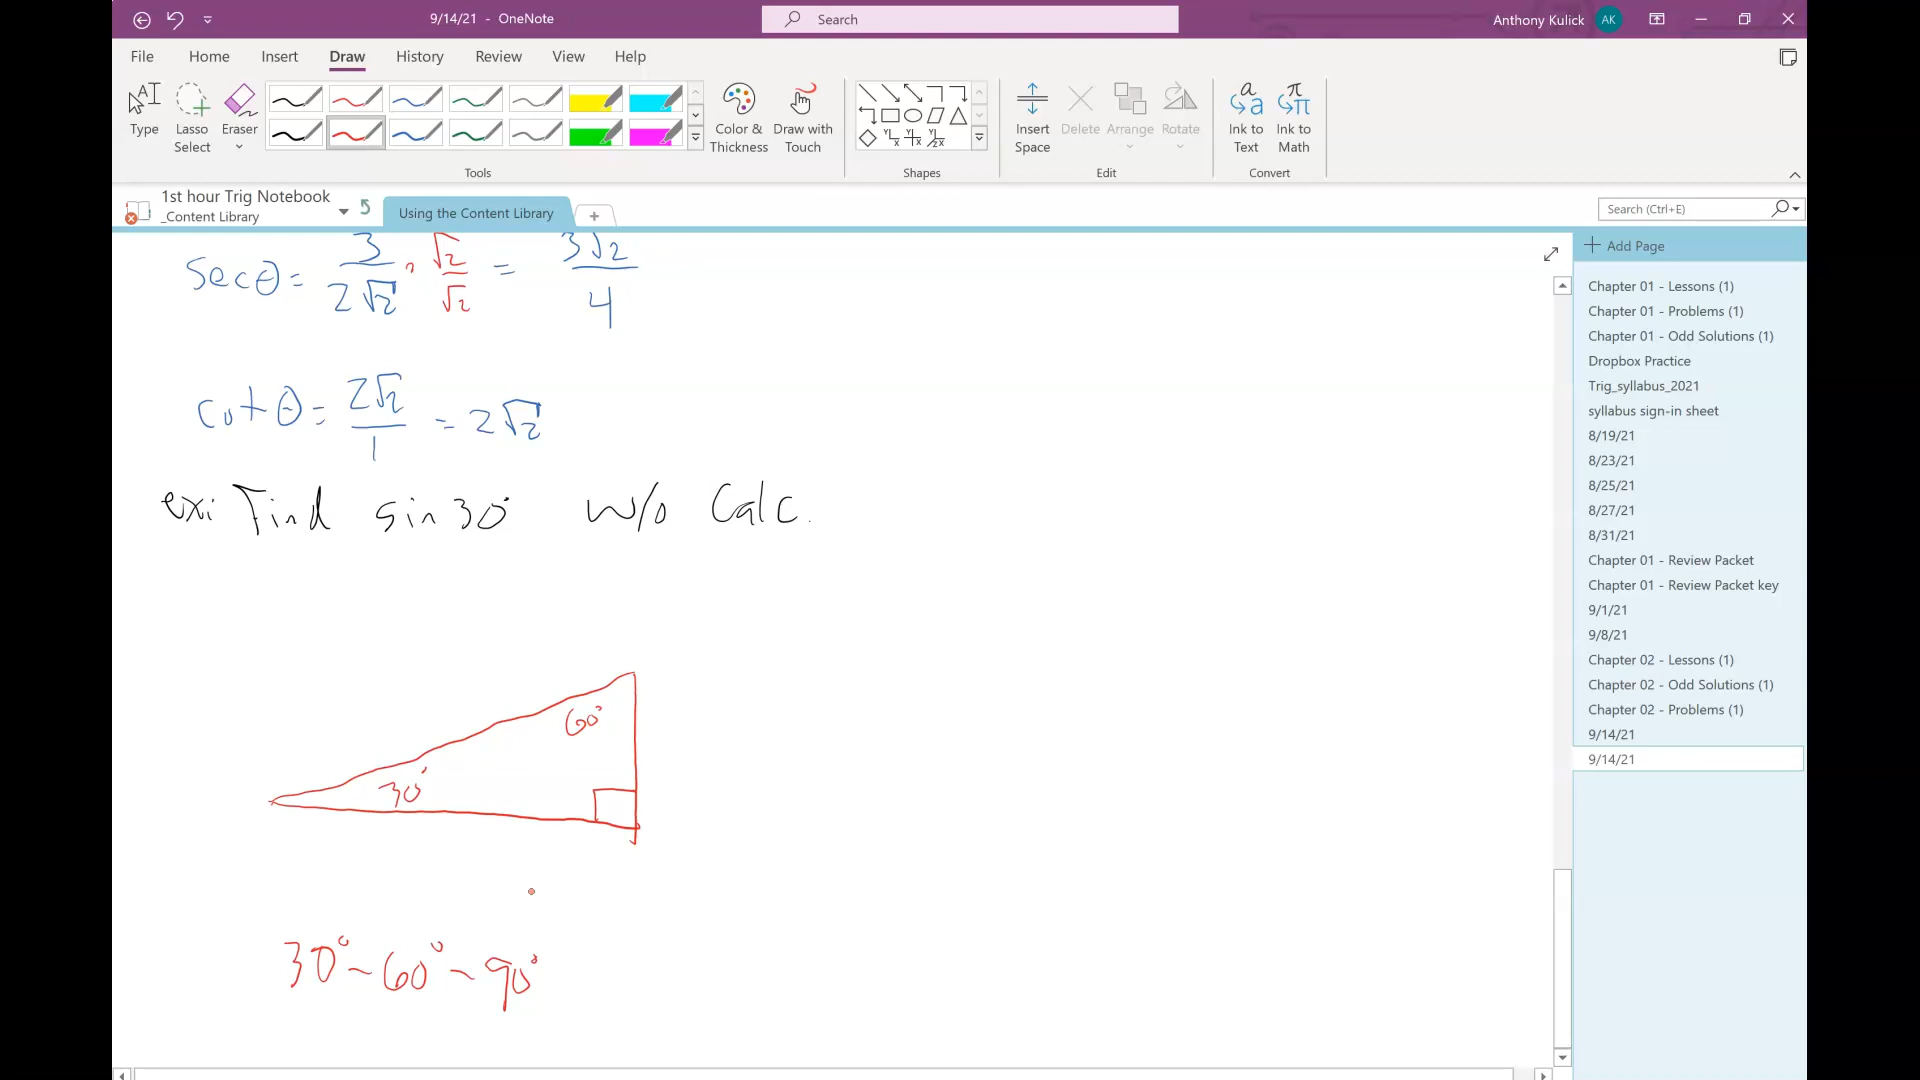 9/14/21 - OneNote
Search
Anthony Kulick AK
File Home Insert Draw History Review View Help
Type
Lasso Select
Eraser
Color & Thickness
Draw with Touch
Insert Space
Delete
Arrange
Rotate
Ink to Text
Ink to Math
Tools Shapes Edit Convert
1st hour Trig Notebook
_Content Library
Using the Content Library
Search (Ctrl+E)
Add Page
Chapter 01 - Lessons (1)
Chapter 01 - Problems (1)
Chapter 01 - Odd Solutions (1)
Dropbox Practice
Trig_syllabus_2021
syllabus sign-in sheet
8/19/21
8/23/21
8/25/21
8/27/21
8/31/21
Chapter 01 - Review Packet
Chapter 01 - Review Packet key
9/1/21
9/8/21
Chapter 02 - Lessons (1)
Chapter 02 - Odd Solutions (1)
Chapter 02 - Problems (1)
9/14/21
9/14/21
secθ = 3/2√2 · √2/√2 = 3√2/4
cotθ = 2√2/1 = 2√2
ex: Find sin 30° w/o Calc.
60°
30°
30° - 60° - 90°